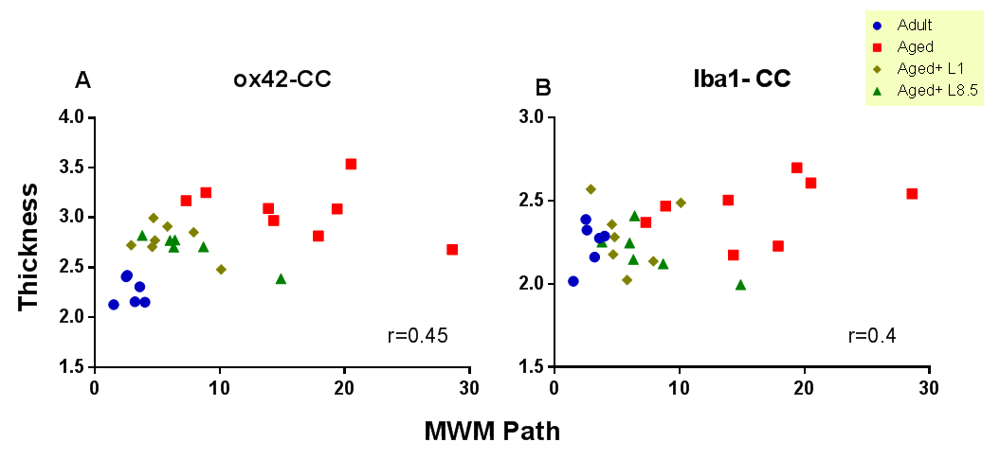 Adult
Aged
Aged+ L1
Aged+ L8.5
A
ox42-CC
B
Iba1- CC
Thickness
4.0
3.5
3.0
2.5
2.0
1.5
0
10
20
30
r=0.45
3.0
2.5
2.0
1.5
0
10
20
30
r=0.4
MWM Path